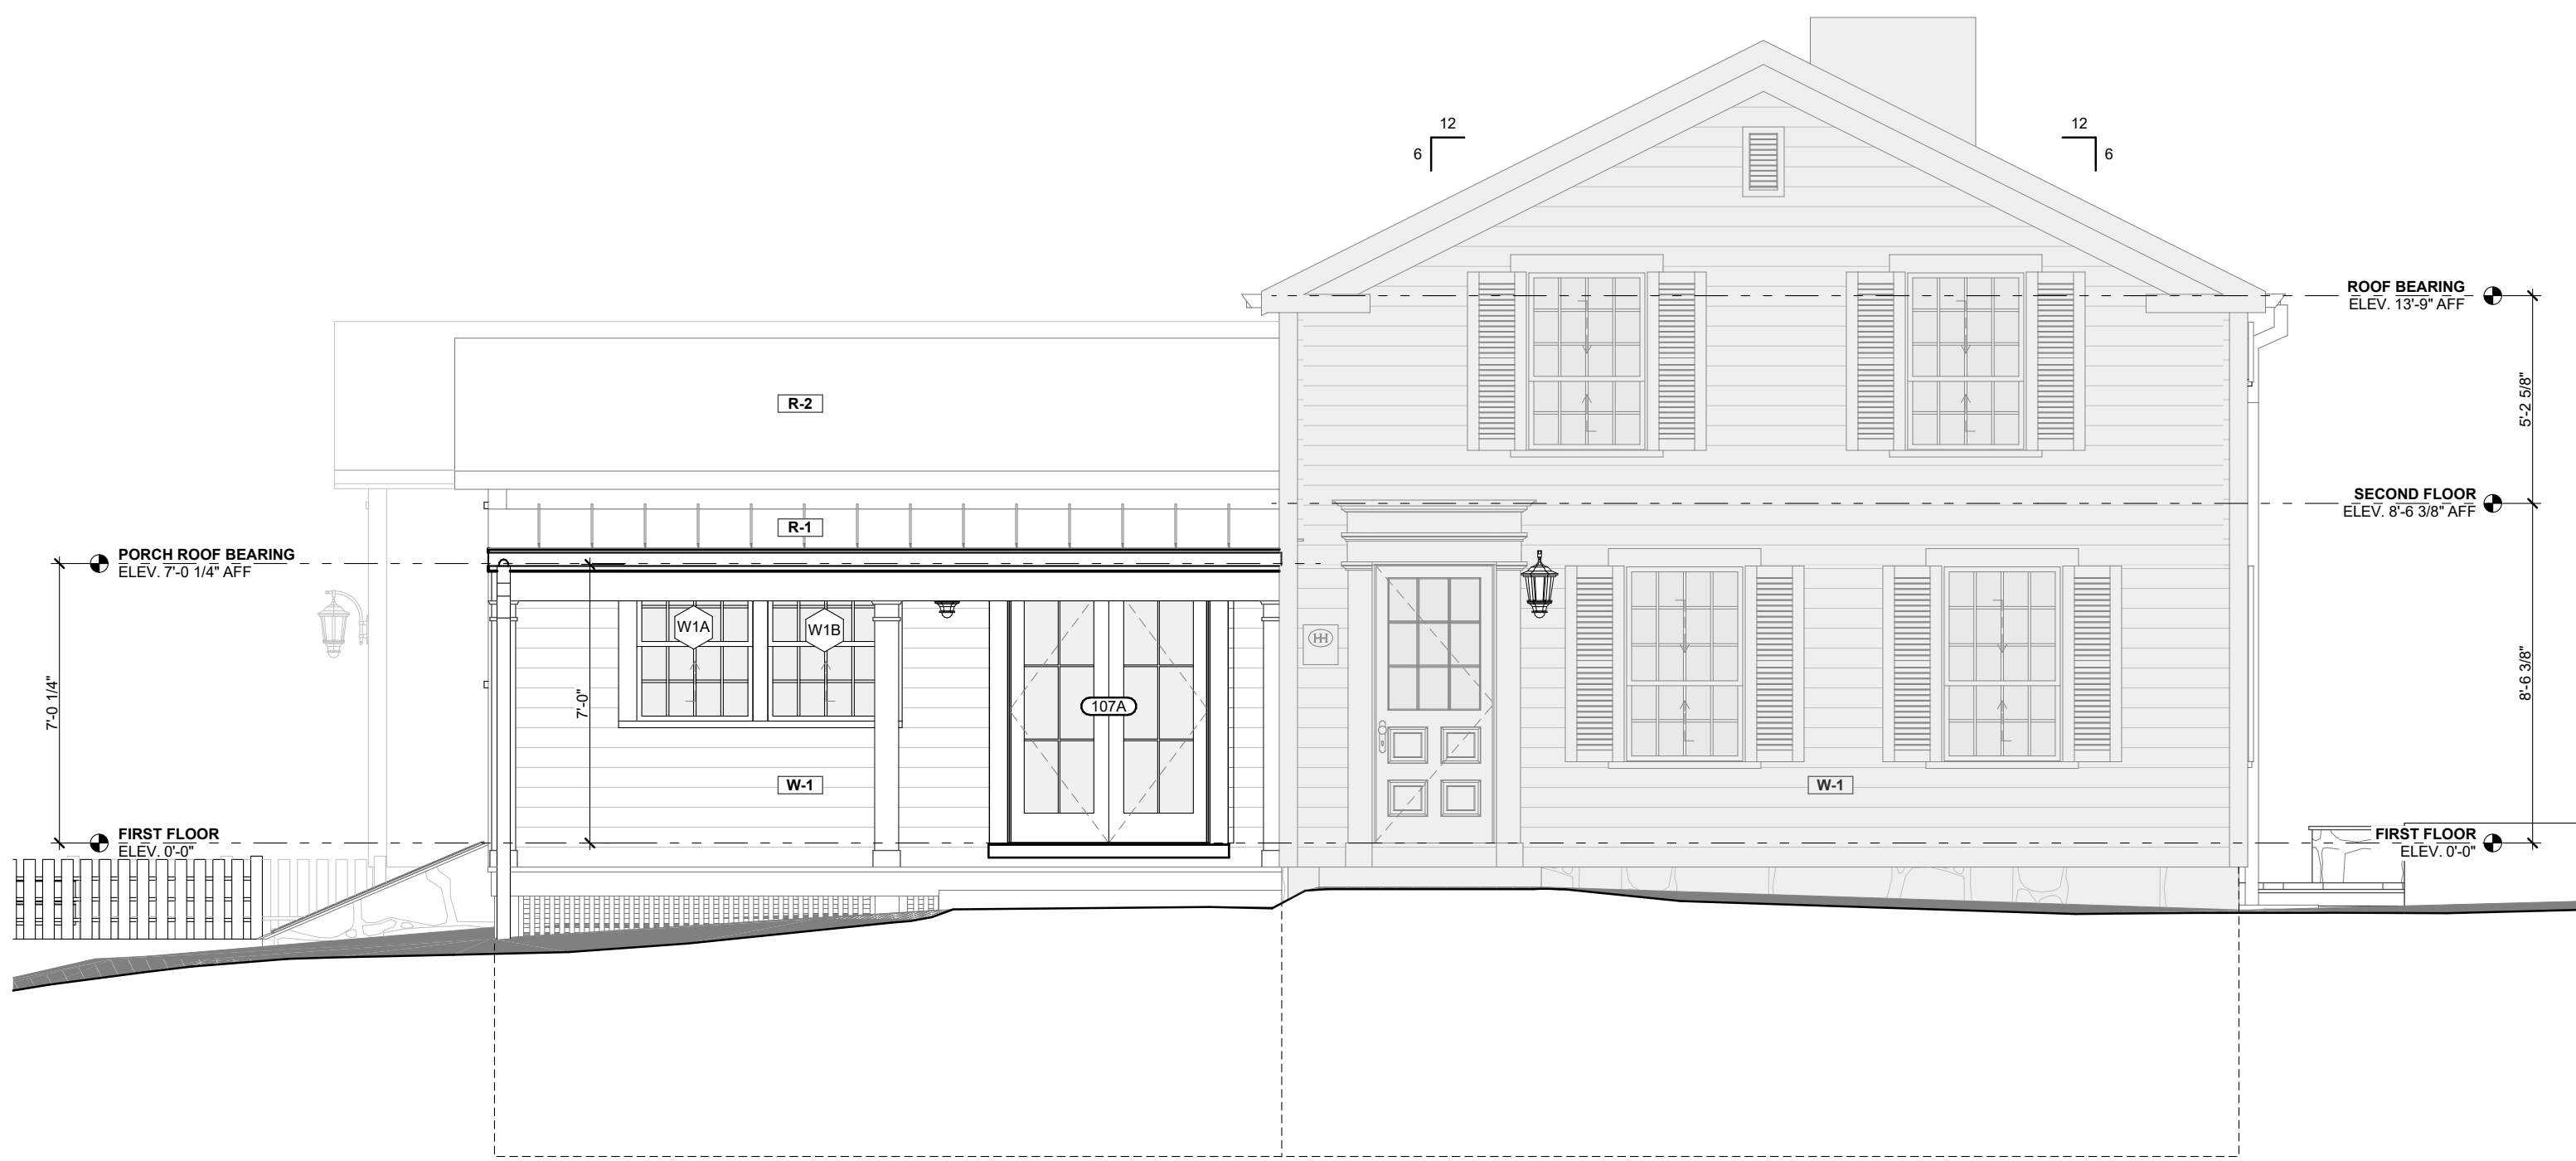 12
6
12
6
ROOF BEARING
ELEV. 13'-9" AFF
5'-2 5/8"
R-2
SECOND FLOOR
ELEV. 8'-6 3/8" AFF
R-1
PORCH ROOF BEARING
ELEV. 7'-0 1/4" AFF
W1A
W1B
HH
7'-0 1/4"
7'-0"
107A
8'-6 3/8"
W-1
W-1
FIRST FLOOR
ELEV. 0'-0"
FIRST FLOOR
ELEV. 0'-0"